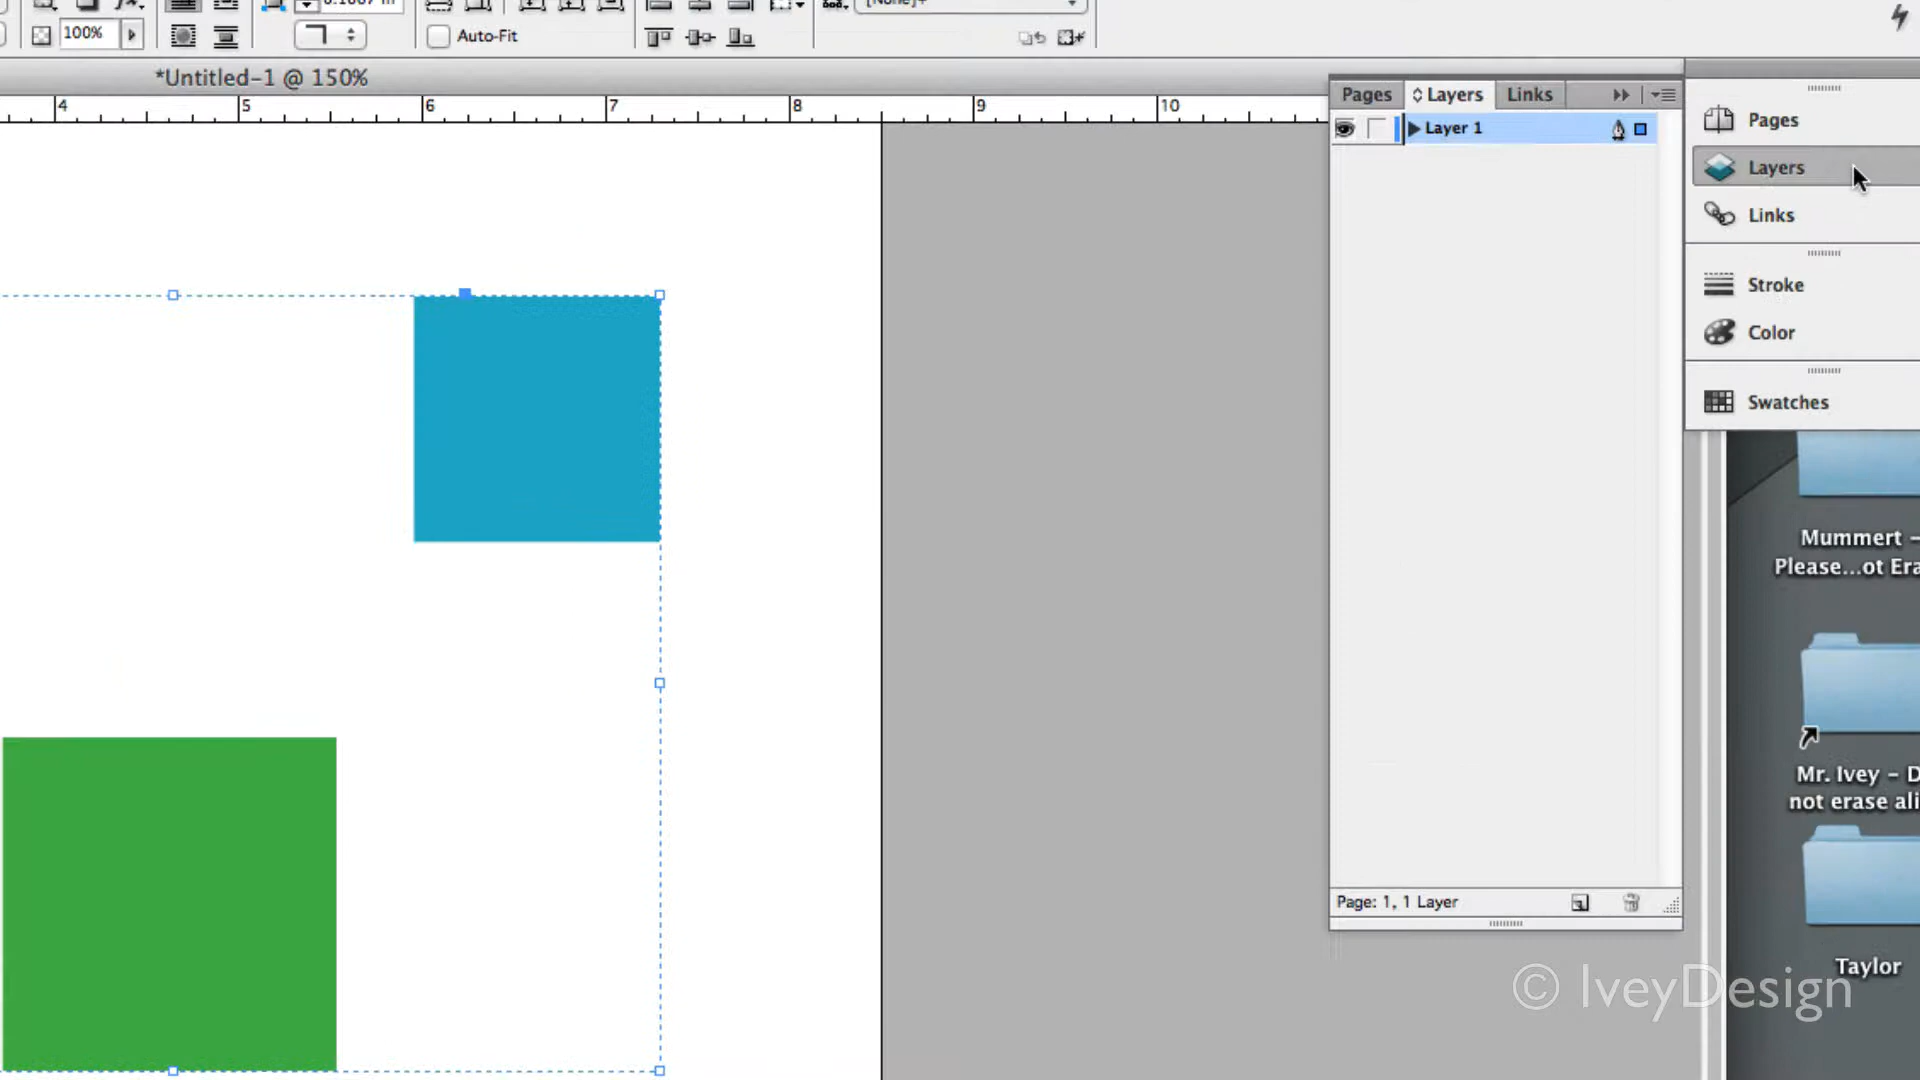 [None]+
100%
Auto-Fit
*Untitled-1 @ 150%
4 5 6 7 8 9 10
Pages Layers Links
Layer 1
Page: 1, 1 Layer
Pages
Layers
Links
Stroke
Color
Swatches
Mummert –
Please...ot Era
Mr. Ivey – D
not erase ali
Taylor
© IveyDesign